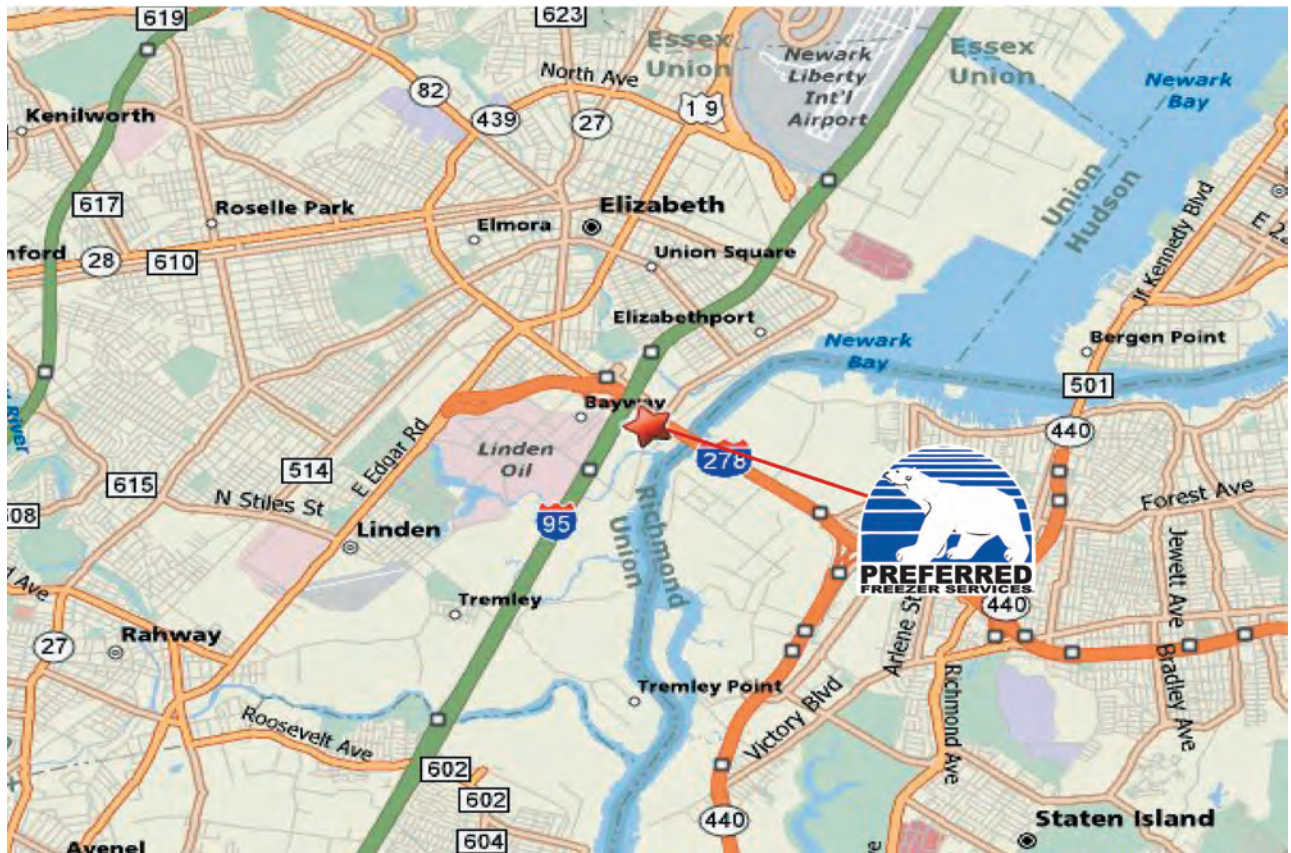 619
623
Essex
Union
Newark
Liberty
Int'l
Airport
Essex
Union
Newark
Bay
North Ave
82
1 9
439
27
Kenilworth
617
Roselle Park
Elizabeth
Elmora
Union
Hudson
Jf Kennedy Blvd
nford
28
610
Union Square
Elizabethport
Newark
Bay
Bergen Point
501
River
Bayway
440
E Edgar Rd
Linden
Oil
278
514
615
N Stiles St
508
Linden
95
Richmond
Union
Forest Ave
Jewett Ave
PREFERRED
FREEZER SERVICES
Tremley
Arlene St
440
27
Rahway
Tremley Point
Victory Blvd
Richmond Ave
Bradley Ave
Roosevelt Ave
602
602
604
440
Staten Island
Avenel